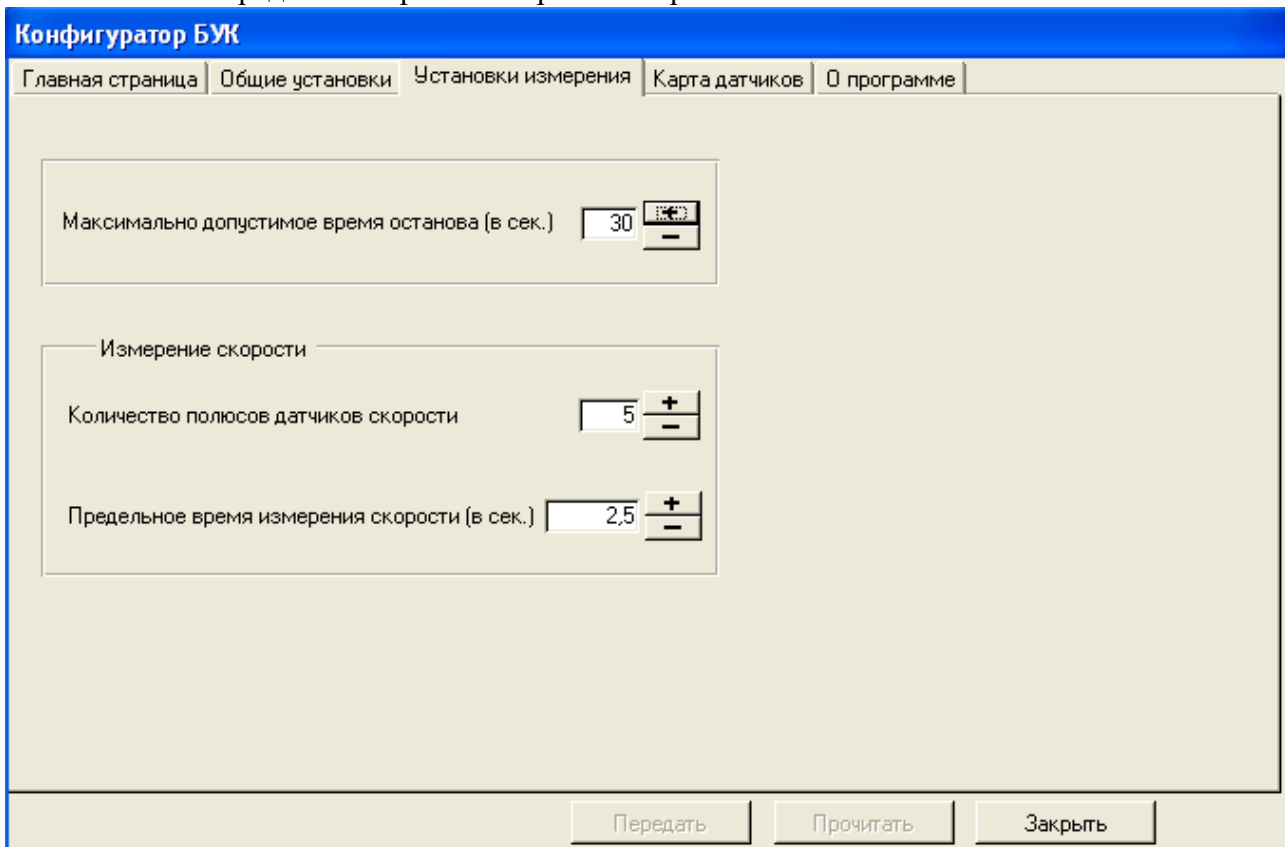 Конфигуратор БУК
Главная страница Общие установки Установки измерения Карта датчиков О программе
Максимально допустимое время останова (в сек.) 30 + −
Измерение скорости
Количество полюсов датчиков скорости 5 + −
Предельное время измерения скорости (в сек.) 2,5 + −
Передать Прочитать Закрыть